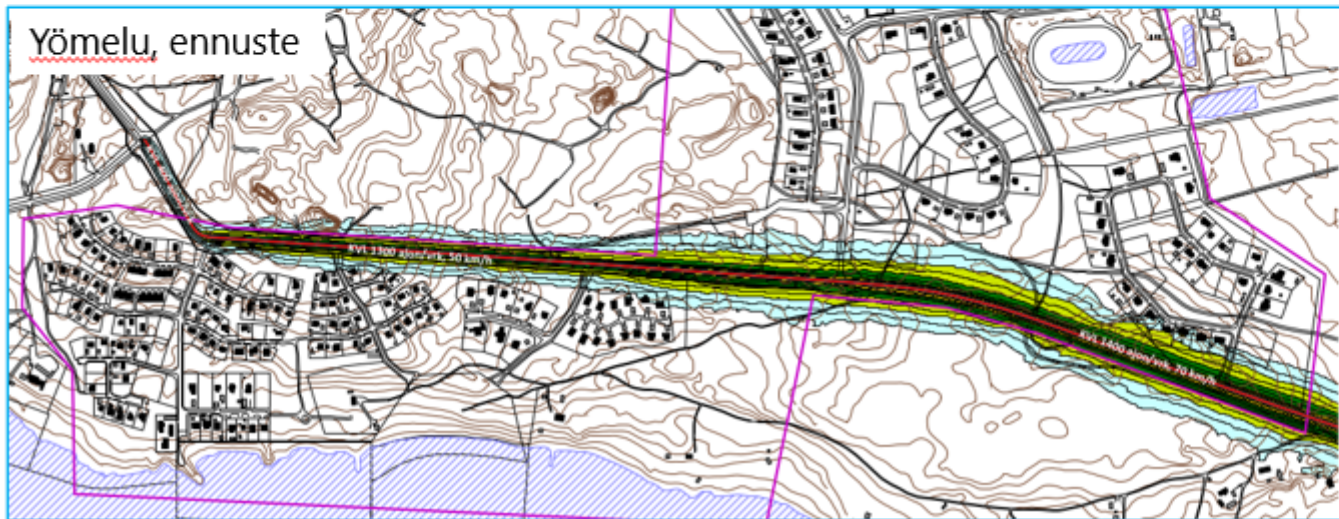 Yömelu, ennuste
KVL 1300 ajon/vrk, 50 km/h
KVL 1400 ajon/vrk, 70 km/h